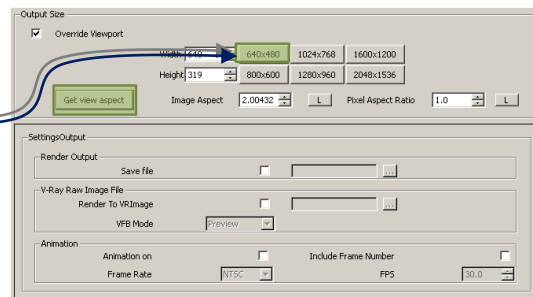 Output Size
Override Viewport
Width 640 640x480 1024x768 1600x1200
Height 319 800x600 1280x960 2048x1536
Get view aspect Image Aspect 2.00432 L Pixel Aspect Ratio 1.0 L
SettingsOutput
Render Output
Save file ...
V-Ray Raw Image File
Render To VRImage ...
VFB Mode Preview
Animation
Animation on Include Frame Number
Frame Rate NTSC FPS 30.0